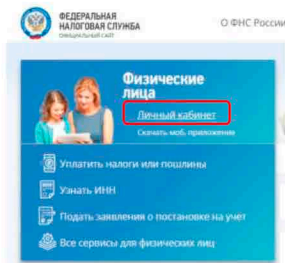 ФЕДЕРАЛЬНАЯ
НАЛОГОВАЯ СЛУЖБА
ОФИЦИАЛЬНЫЙ САЙТ
О ФНС России
Физические
лица
Личный кабинет
Скачать моб. приложение
Уплатить налоги или пошлины
Узнать ИНН
Подать заявления о постановке на учет
Все сервисы для физических лиц